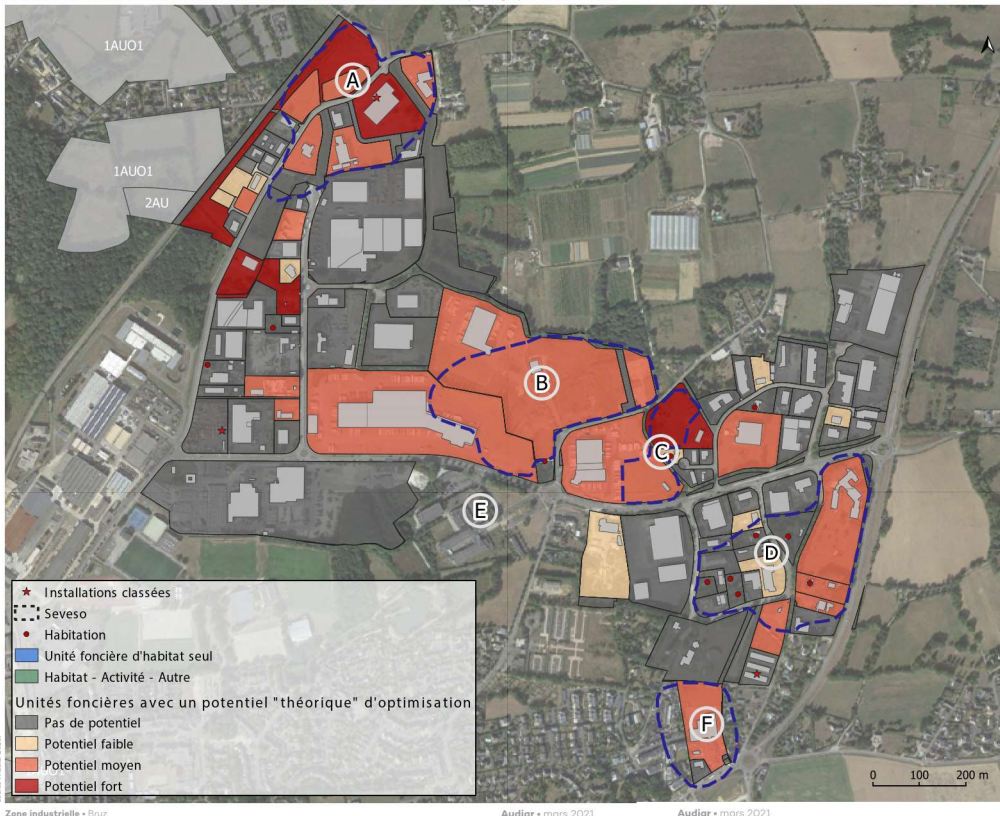 1AUO1
A
1AUO1
2AU
B
C
E
D
F
Installations classées
Seveso
Habitation
Unité foncière d'habitat seul
Habitat - Activité - Autre
Unités foncières avec un potentiel "théorique" d'optimisation
Pas de potentiel
Potentiel faible
Potentiel moyen
Potentiel fort
0 100 200 m
Zone industrielle • Bruz
Audiar • mars 2021
Audiar • mars 2021